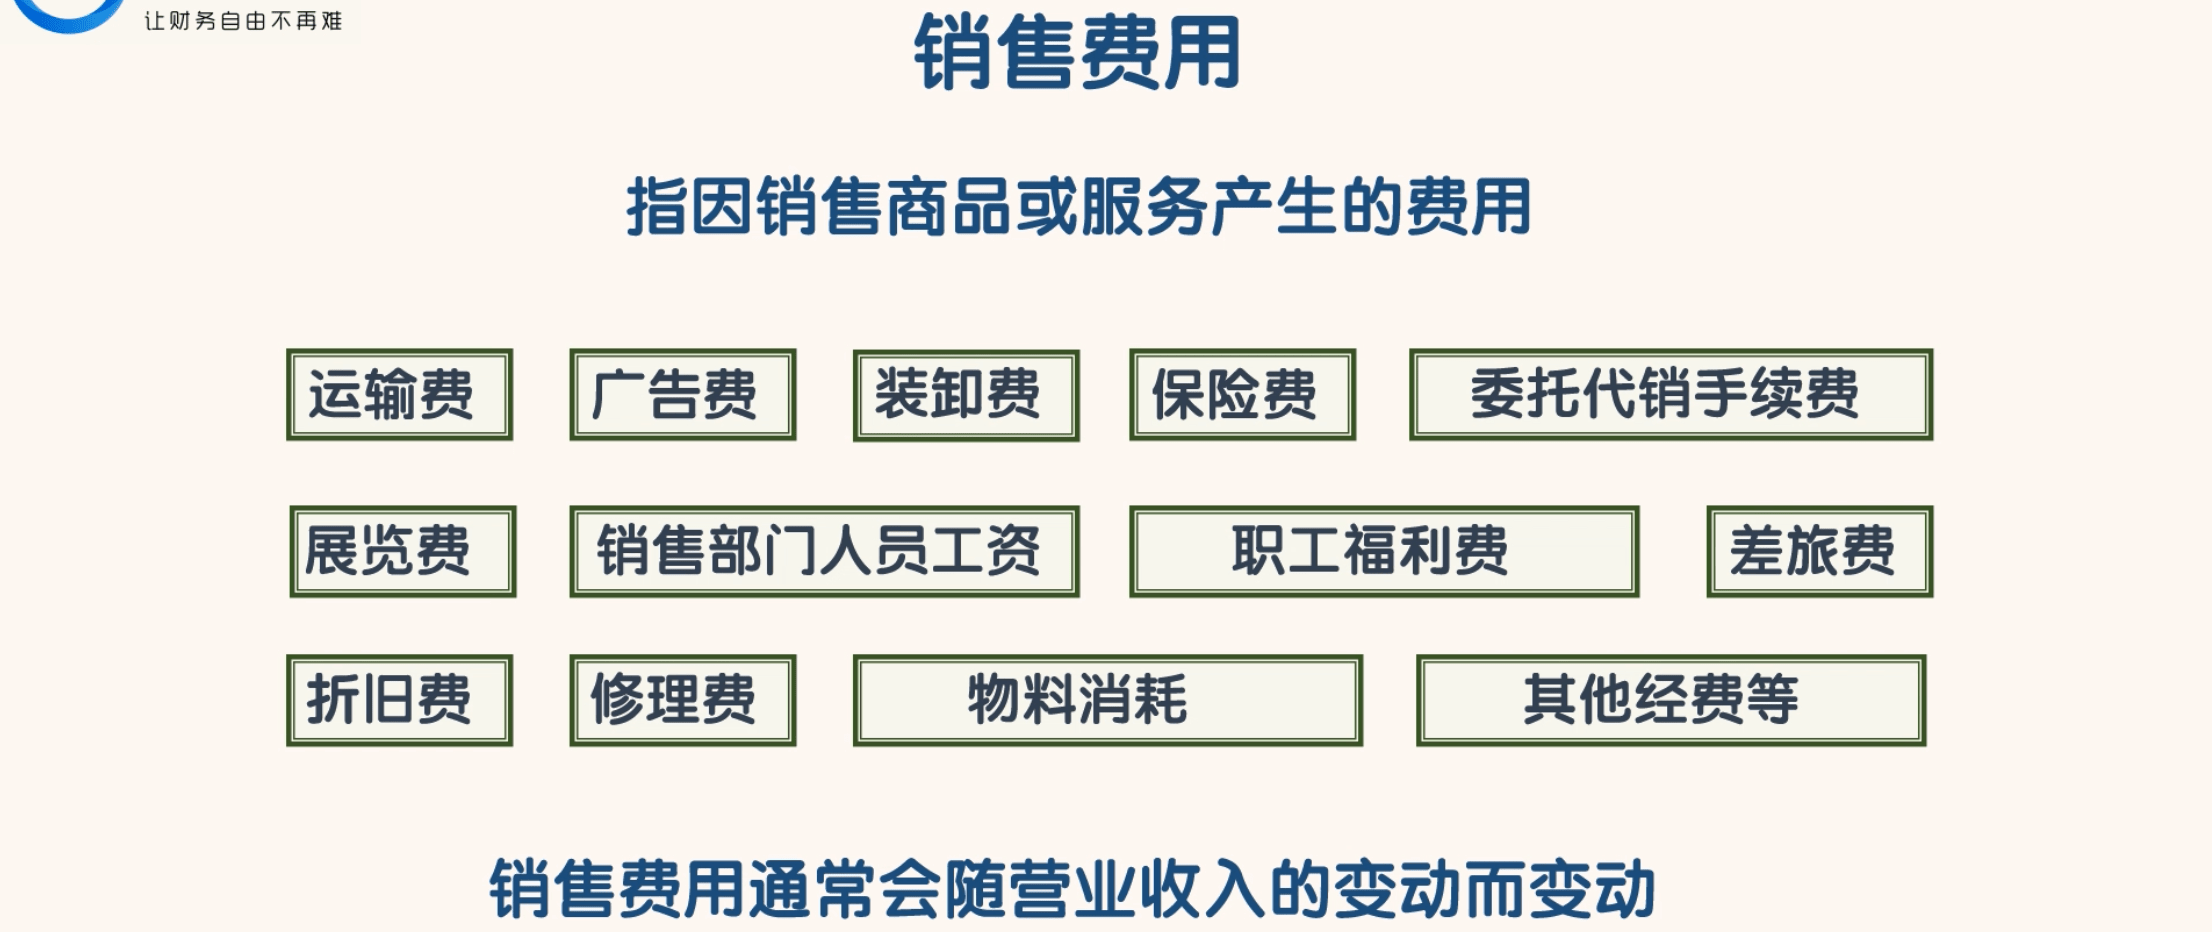 让财务自由不再难
销售费用
指因销售商品或服务产生的费用
运输费 广告费 装卸费 保险费 委托代销手续费
展览费 销售部门人员工资 职工福利费 差旅费
折旧费 修理费 物料消耗 其他经费等
销售费用通常会随营业收入的变动而变动